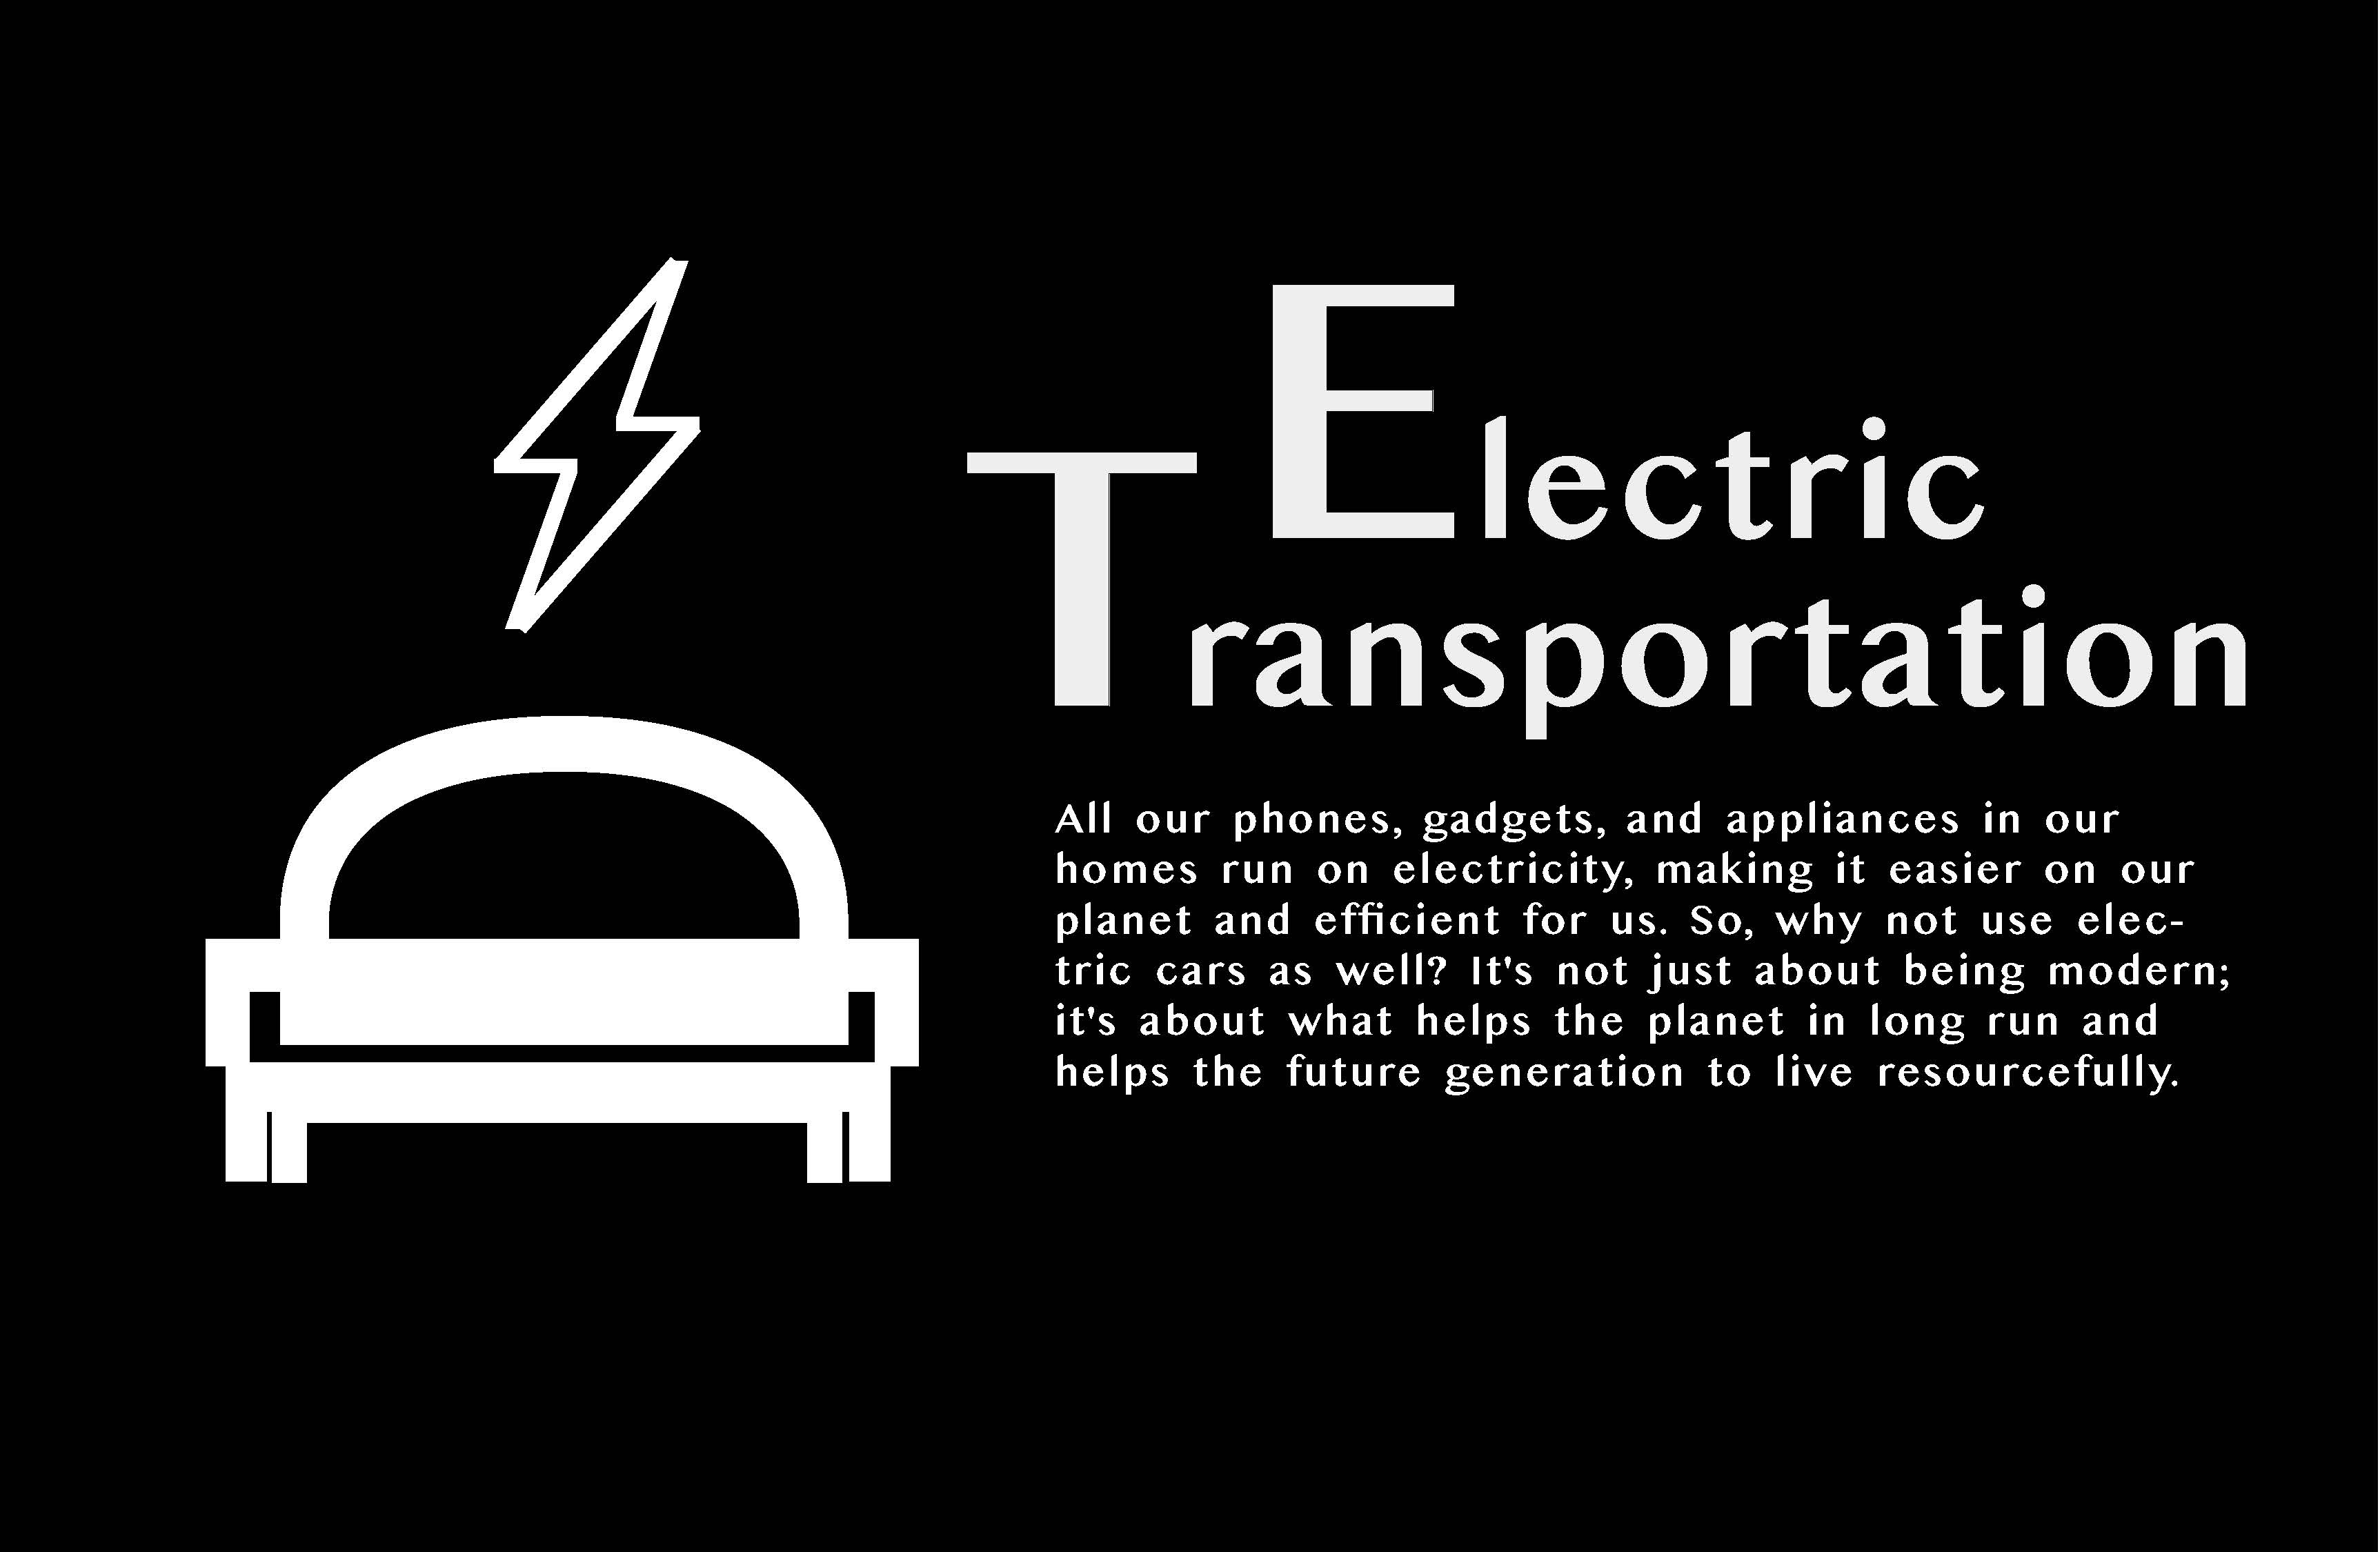 Electric
Transportation
All our phones, gadgets, and appliances in our
homes run on electricity, making it easier on our
planet and efficient for us. So, why not use elec-
tric cars as well? It's not just about being modern;
it's about what helps the planet in long run and
helps the future generation to live resourcefully.